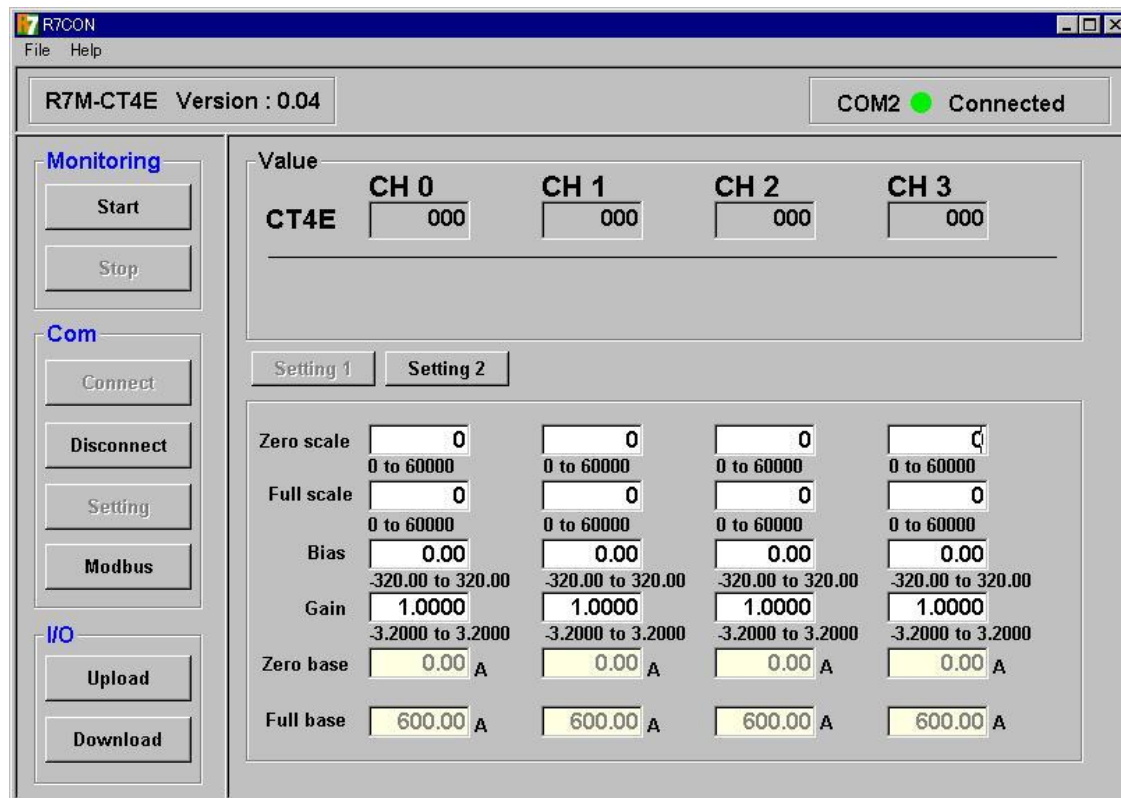 R7CON
File Help
R7M-CT4E Version : 0.04
COM2 Connected
Monitoring
Start
Stop
Com
Connect
Disconnect
Setting
Modbus
I/O
Upload
Download
Value
CH 0 CH 1 CH 2 CH 3
CT4E 000 000 000 000
Setting 1 Setting 2
Zero scale 0 0 0 0
0 to 60000 0 to 60000 0 to 60000 0 to 60000
Full scale 0 0 0 0
0 to 60000 0 to 60000 0 to 60000 0 to 60000
Bias 0.00 0.00 0.00 0.00
-320.00 to 320.00 -320.00 to 320.00 -320.00 to 320.00 -320.00 to 320.00
Gain 1.0000 1.0000 1.0000 1.0000
-3.2000 to 3.2000 -3.2000 to 3.2000 -3.2000 to 3.2000 -3.2000 to 3.2000
Zero base 0.00 A 0.00 A 0.00 A 0.00 A
Full base 600.00 A 600.00 A 600.00 A 600.00 A